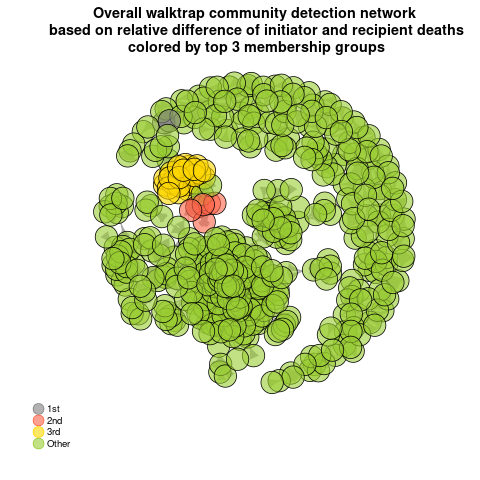 Overall walktrap community detection network
based on relative difference of initiator and recipient deaths
colored by top 3 membership groups
1st
2nd
3rd
Other